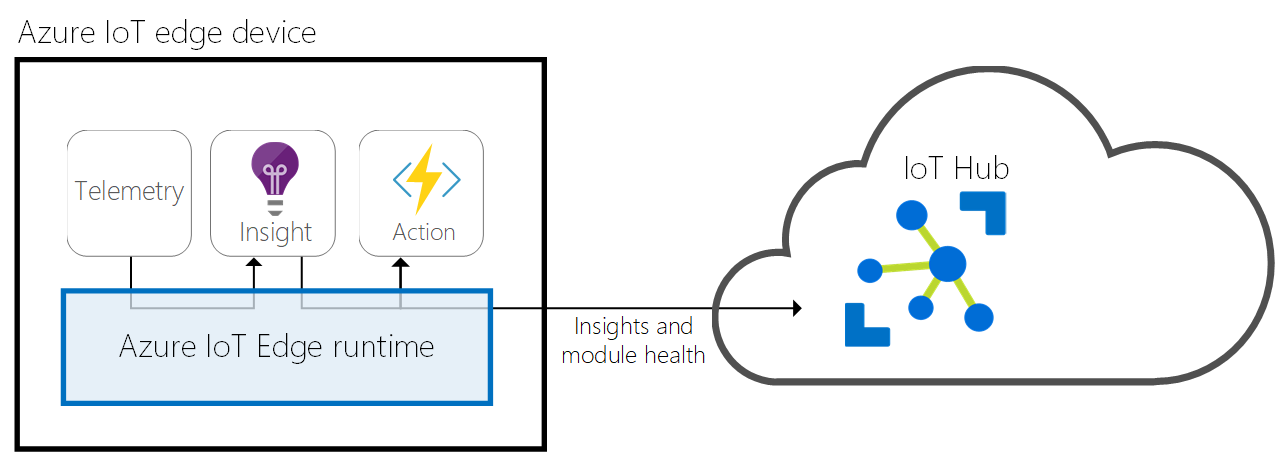 Azure IoT edge device
Telemetry
Insight
Action
Azure IoT Edge runtime
Insights and
module health
IoT Hub